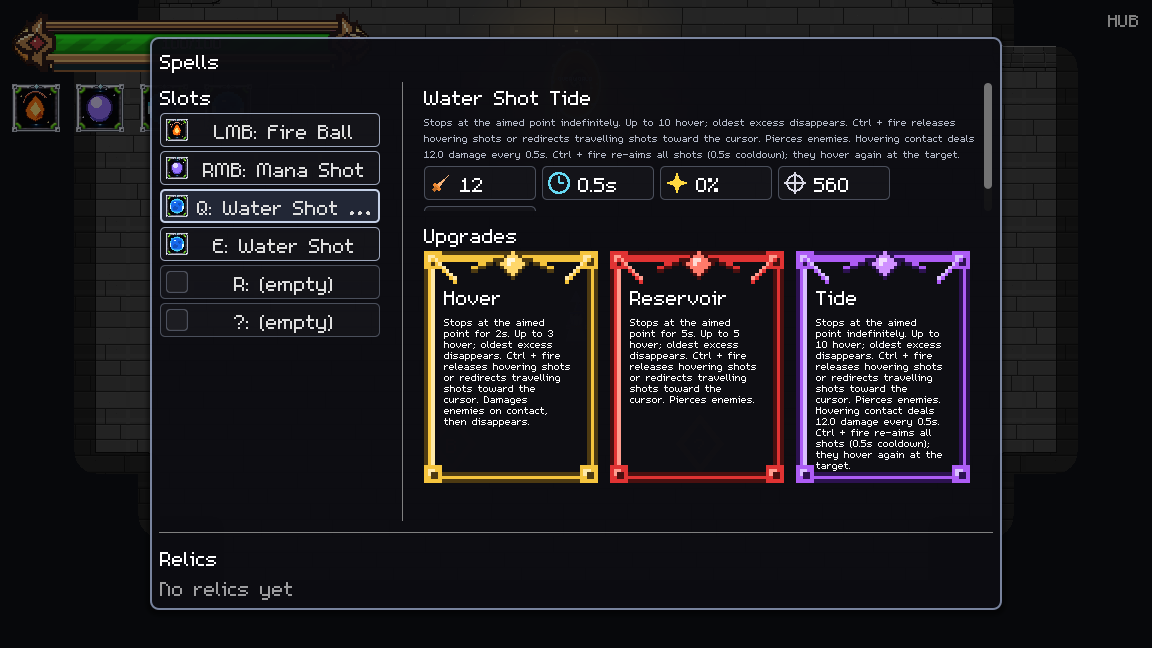 HUB
Spells
Slots
LMB: Fire Ball
RMB: Mana Shot
Q: Water Shot ...
E: Water Shot
R: (empty)
?: (empty)
Water Shot Tide
Stops at the aimed point indefinitely. Up to 10 hover; oldest excess disappears. Ctrl + fire releases
hovering shots or redirects travelling shots toward the cursor. Pierces enemies. Hovering contact deals
12.0 damage every 0.5s. Ctrl + fire re-aims all shots (0.5s cooldown); they hover again at the target.
12
0.5s
0%
560
Upgrades
Hover
Stops at the aimed
point for 2s. Up to 3
hover; oldest excess
disappears. Ctrl + fire
releases hovering shots
or redirects travelling
shots toward the
cursor. Damages
enemies on contact,
then disappears.
Reservoir
Stops at the aimed
point for 5s. Up to 5
hover; oldest excess
disappears. Ctrl + fire
releases hovering shots
or redirects travelling
shots toward the
cursor. Pierces enemies.
Tide
Stops at the aimed
point indefinitely. Up to
10 hover; oldest excess
disappears. Ctrl + fire
releases hovering shots
or redirects travelling
shots toward the
cursor. Pierces enemies.
Hovering contact deals
12.0 damage every 0.5s.
Ctrl + fire re-aims all
shots (0.5s cooldown);
they hover again at the
target.
Relics
No relics yet